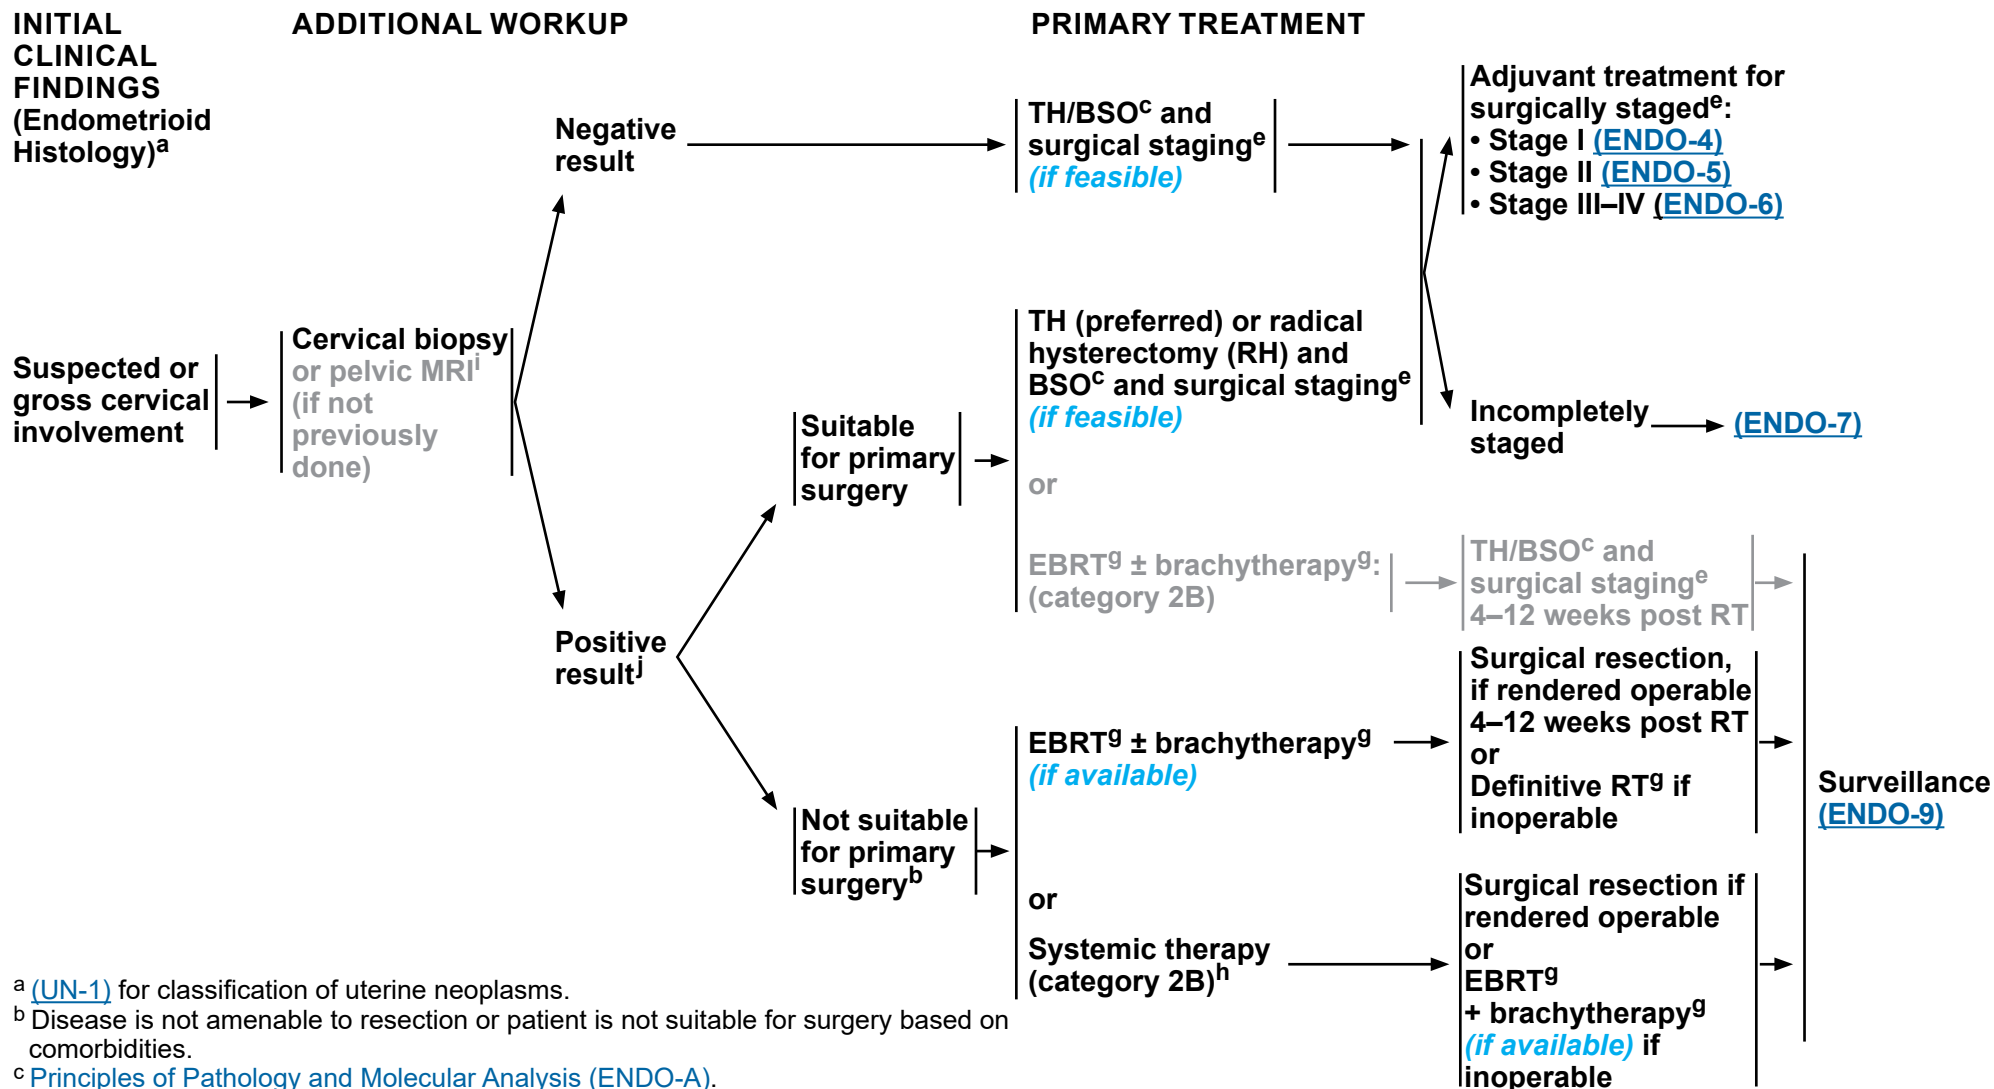 INITIAL
CLINICAL
FINDINGS
(Endometrioid
Histology)a
ADDITIONAL WORKUP
PRIMARY TREATMENT
Suspected or
gross cervical
involvement
Cervical biopsy
or pelvic MRIi
(if not
previously
done)
Negative
result
Positive
resultj
TH/BSOc and
surgical staginge
(if feasible)
Adjuvant treatment for
surgically stagede:
• Stage I (ENDO-4)
• Stage II (ENDO-5)
• Stage III–IV (ENDO-6)
Incompletely
staged
(ENDO-7)
Suitable
for primary
surgery
TH (preferred) or radical
hysterectomy (RH) and
BSOc and surgical staginge
(if feasible)
or
EBRTg ± brachytherapyg:
(category 2B)
TH/BSOc and
surgical staginge
4–12 weeks post RT
Not suitable
for primary
surgeryb
EBRTg ± brachytherapyg
(if available)
Surgical resection,
if rendered operable
4–12 weeks post RT
or
Definitive RTg if
inoperable
or
Systemic therapy
(category 2B)h
Surgical resection if
rendered operable
or
EBRTg
+ brachytherapyg
(if available) if
inoperable
Surveillance
(ENDO-9)
a (UN-1) for classification of uterine neoplasms.
b Disease is not amenable to resection or patient is not suitable for surgery based on
comorbidities.
c Principles of Pathology and Molecular Analysis (ENDO-A).